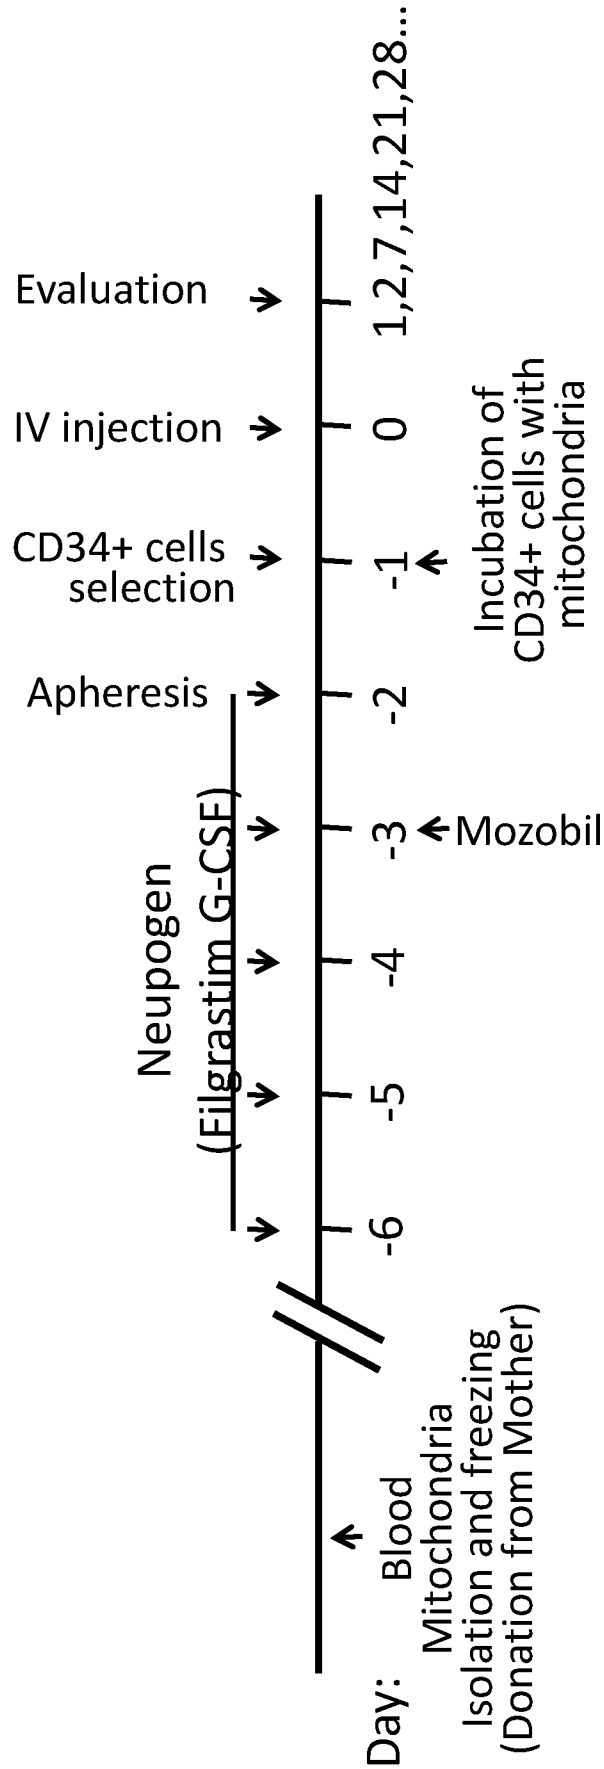 Neupogen
(Filgrastim G-CSF)
Apheresis
CD34+ cells
selection
IV injection
Evaluation
Day:
-6
-5
-4
-3
-2
-1
0
1,2,7,14,21,28...
Blood
Mitochondria
Isolation and freezing
(Donation from Mother)
Mozobil
Incubation of
CD34+ cells with
mitochondria